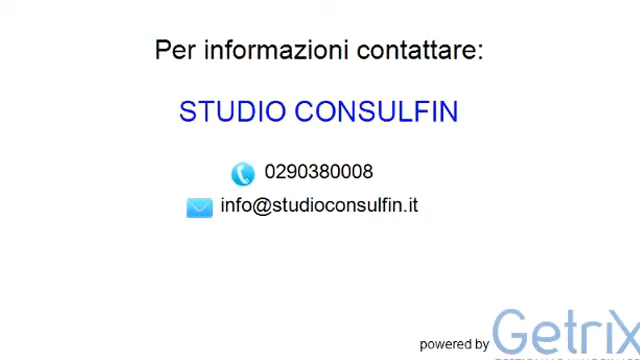 Per informazioni contattare:
STUDIO CONSULFIN
0290380008
info@studioconsulfin.it
powered by Getrix